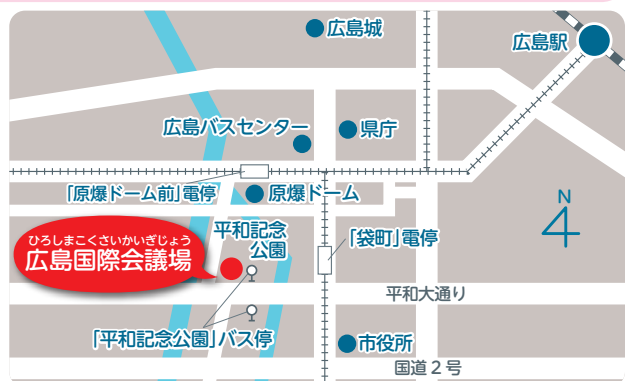 広島城
広島駅
広島バスセンター
県庁
「原爆ドーム前」電停
原爆ドーム
N
平和記念
公園
「袋町」電停
ひろしまこくさいかいぎじょう
広島国際会議場
平和大通り
「平和記念公園」バス停
市役所
国道２号